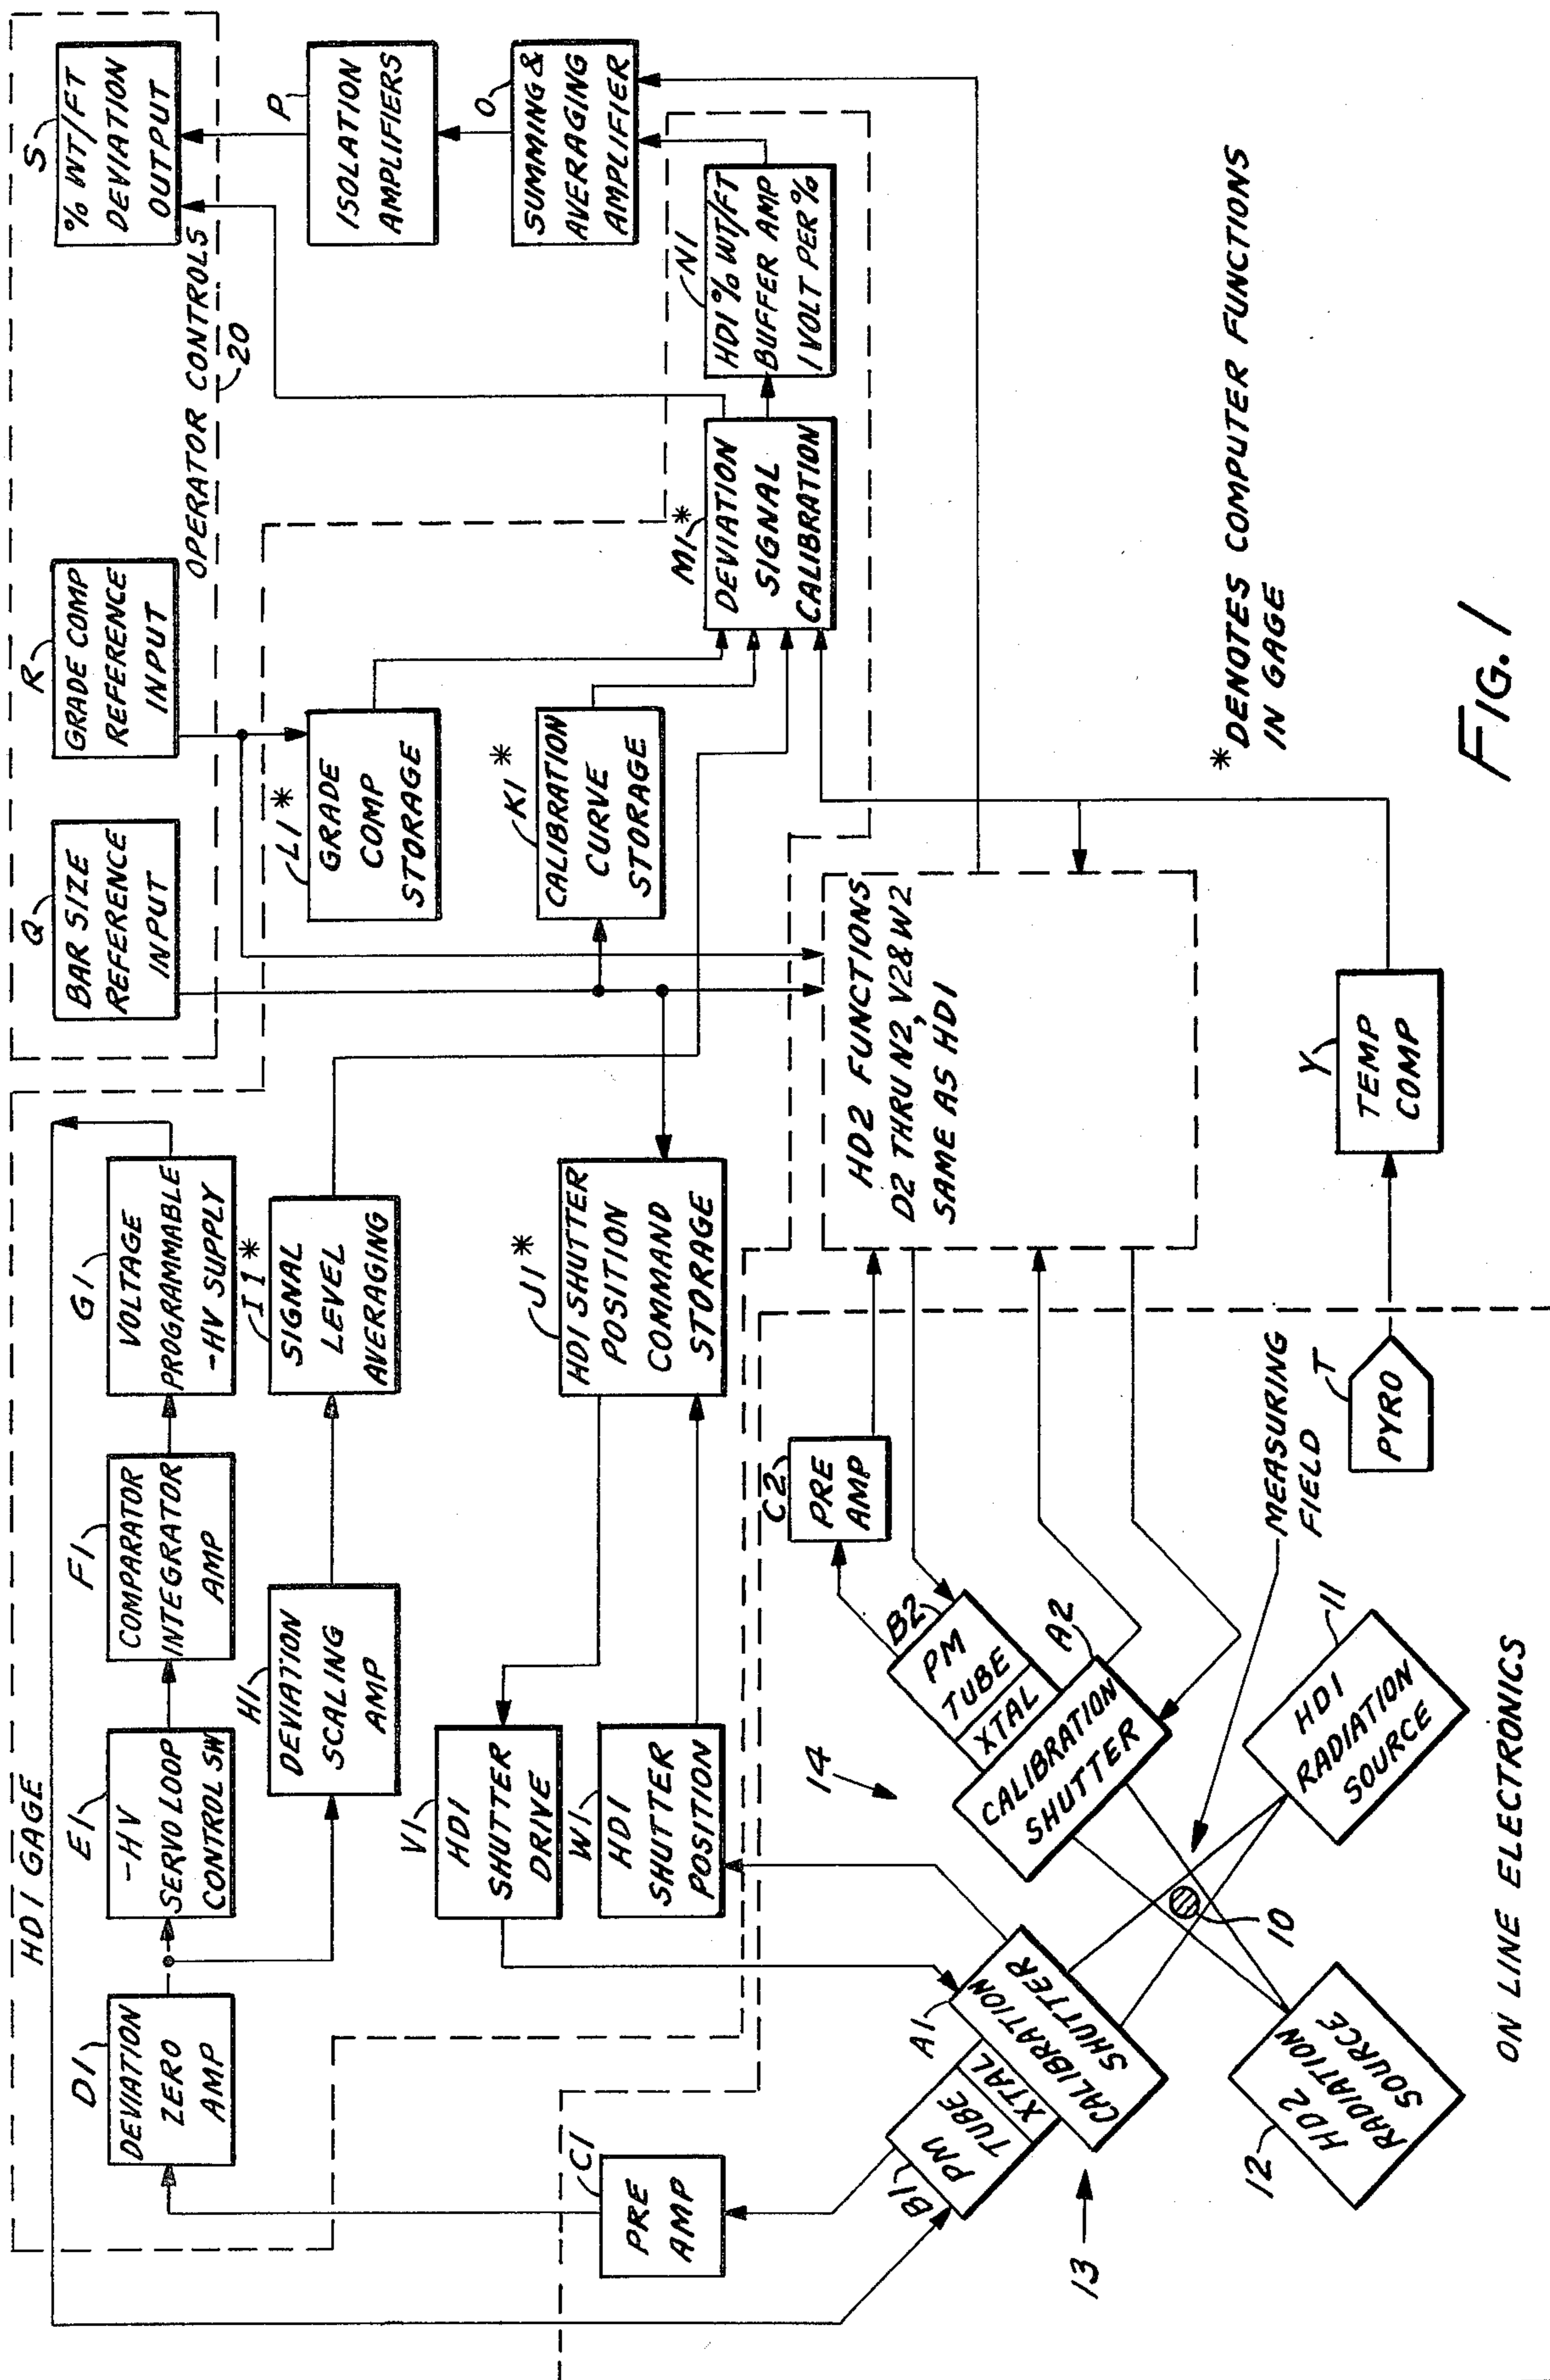 HD1 GAGE
D1
DEVIATION
ZERO
AMP
E1
-HV
SERVO LOOP
CONTROL SW
F1
COMPARATOR
INTEGRATOR
AMP
G1
VOLTAGE
PROGRAMMABLE
-HV SUPPLY
Q
BAR SIZE
REFERENCE
INPUT
R
GRADE COMP
REFERENCE
INPUT
S
% WT/FT
DEVIATION
OUTPUT
OPERATOR CONTROLS
20
H1
DEVIATION
SCALING
AMP
I1*
SIGNAL
LEVEL
AVERAGING
L1*
GRADE
COMP
STORAGE
P
ISOLATION
AMPLIFIERS
V1
HD1
SHUTTER
DRIVE
W1
HD1
SHUTTER
POSITION
J1*
HD1 SHUTTER
POSITION
COMMAND
STORAGE
K1*
CALIBRATION
CURVE
STORAGE
O
SUMMING &
AVERAGING
AMPLIFIER
M1*
DEVIATION
SIGNAL
CALIBRATION
N1
HD1 % WT/FT
BUFFER AMP
1 VOLT PER %
C1
PRE
AMP
C2
PRE
AMP
HD2 FUNCTIONS
D2 THRU N2, V2 & W2
SAME AS HD1
B1
PM
TUBE
XTAL
A1
CALIBRATION
SHUTTER
13
14
B2
PM
TUBE
XTAL
A2
CALIBRATION
SHUTTER
10
MEASURING
FIELD
12
HD2
RADIATION
SOURCE
11
HD1
RADIATION
SOURCE
T
PYRO
Y
TEMP
COMP
* DENOTES COMPUTER FUNCTIONS
IN GAGE
ON LINE ELECTRONICS
FIG. 1